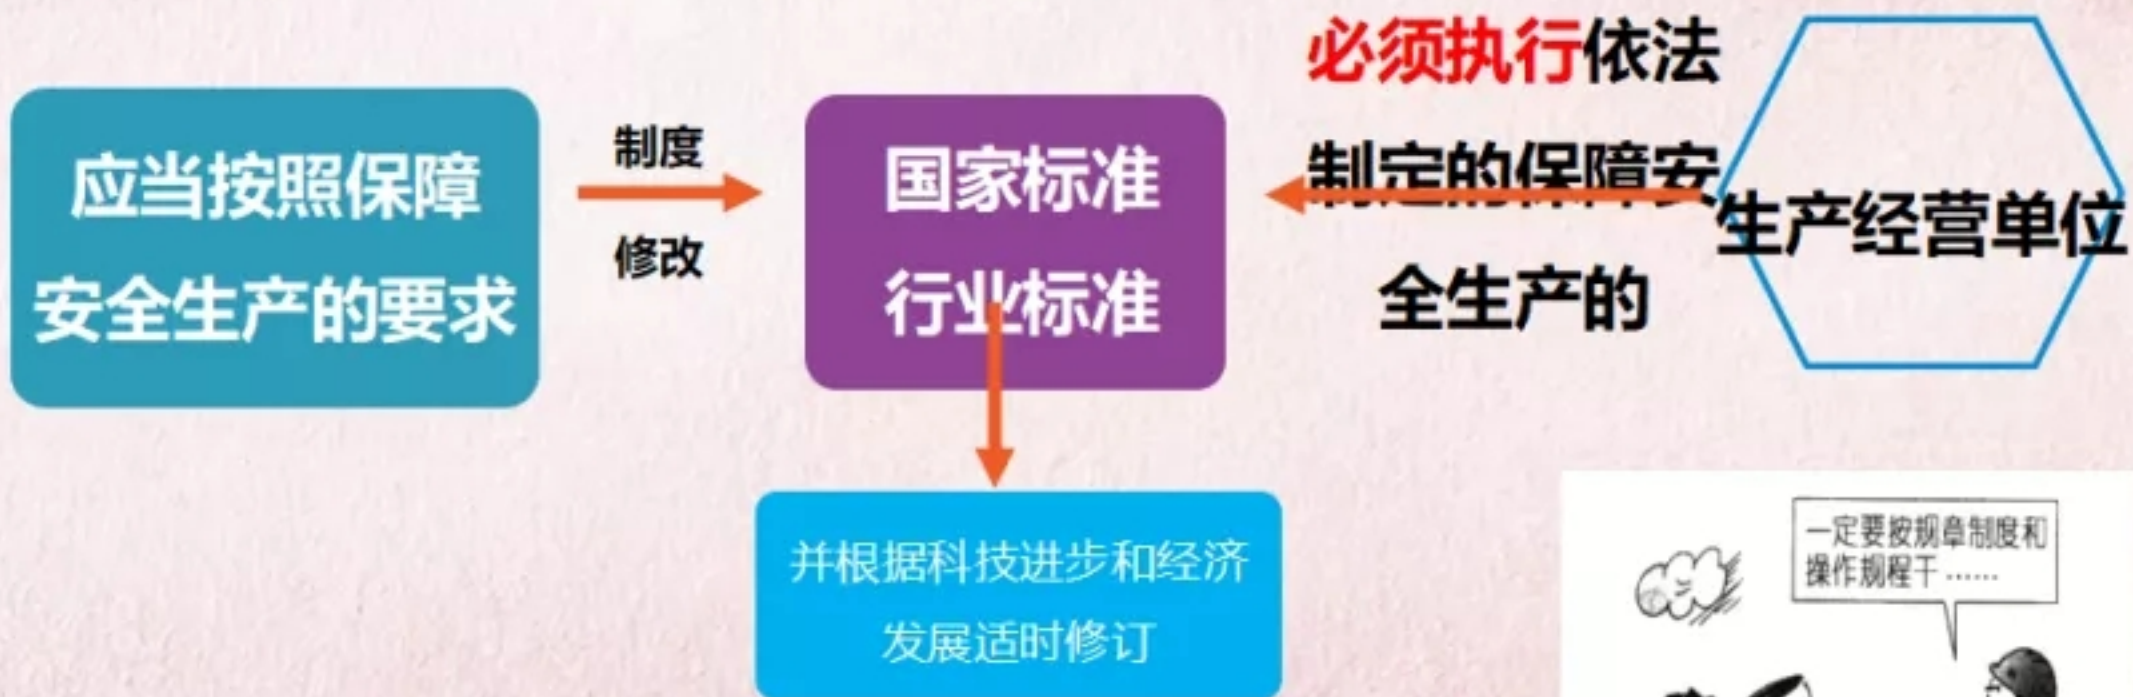 应当按照保障
安全生产的要求
制度
修改
国家标准
行业标准
必须执行依法
制定的保障安
全生产的
生产经营单位
并根据科技进步和经济
发展适时修订
一定要按规章制度和
操作规程干……